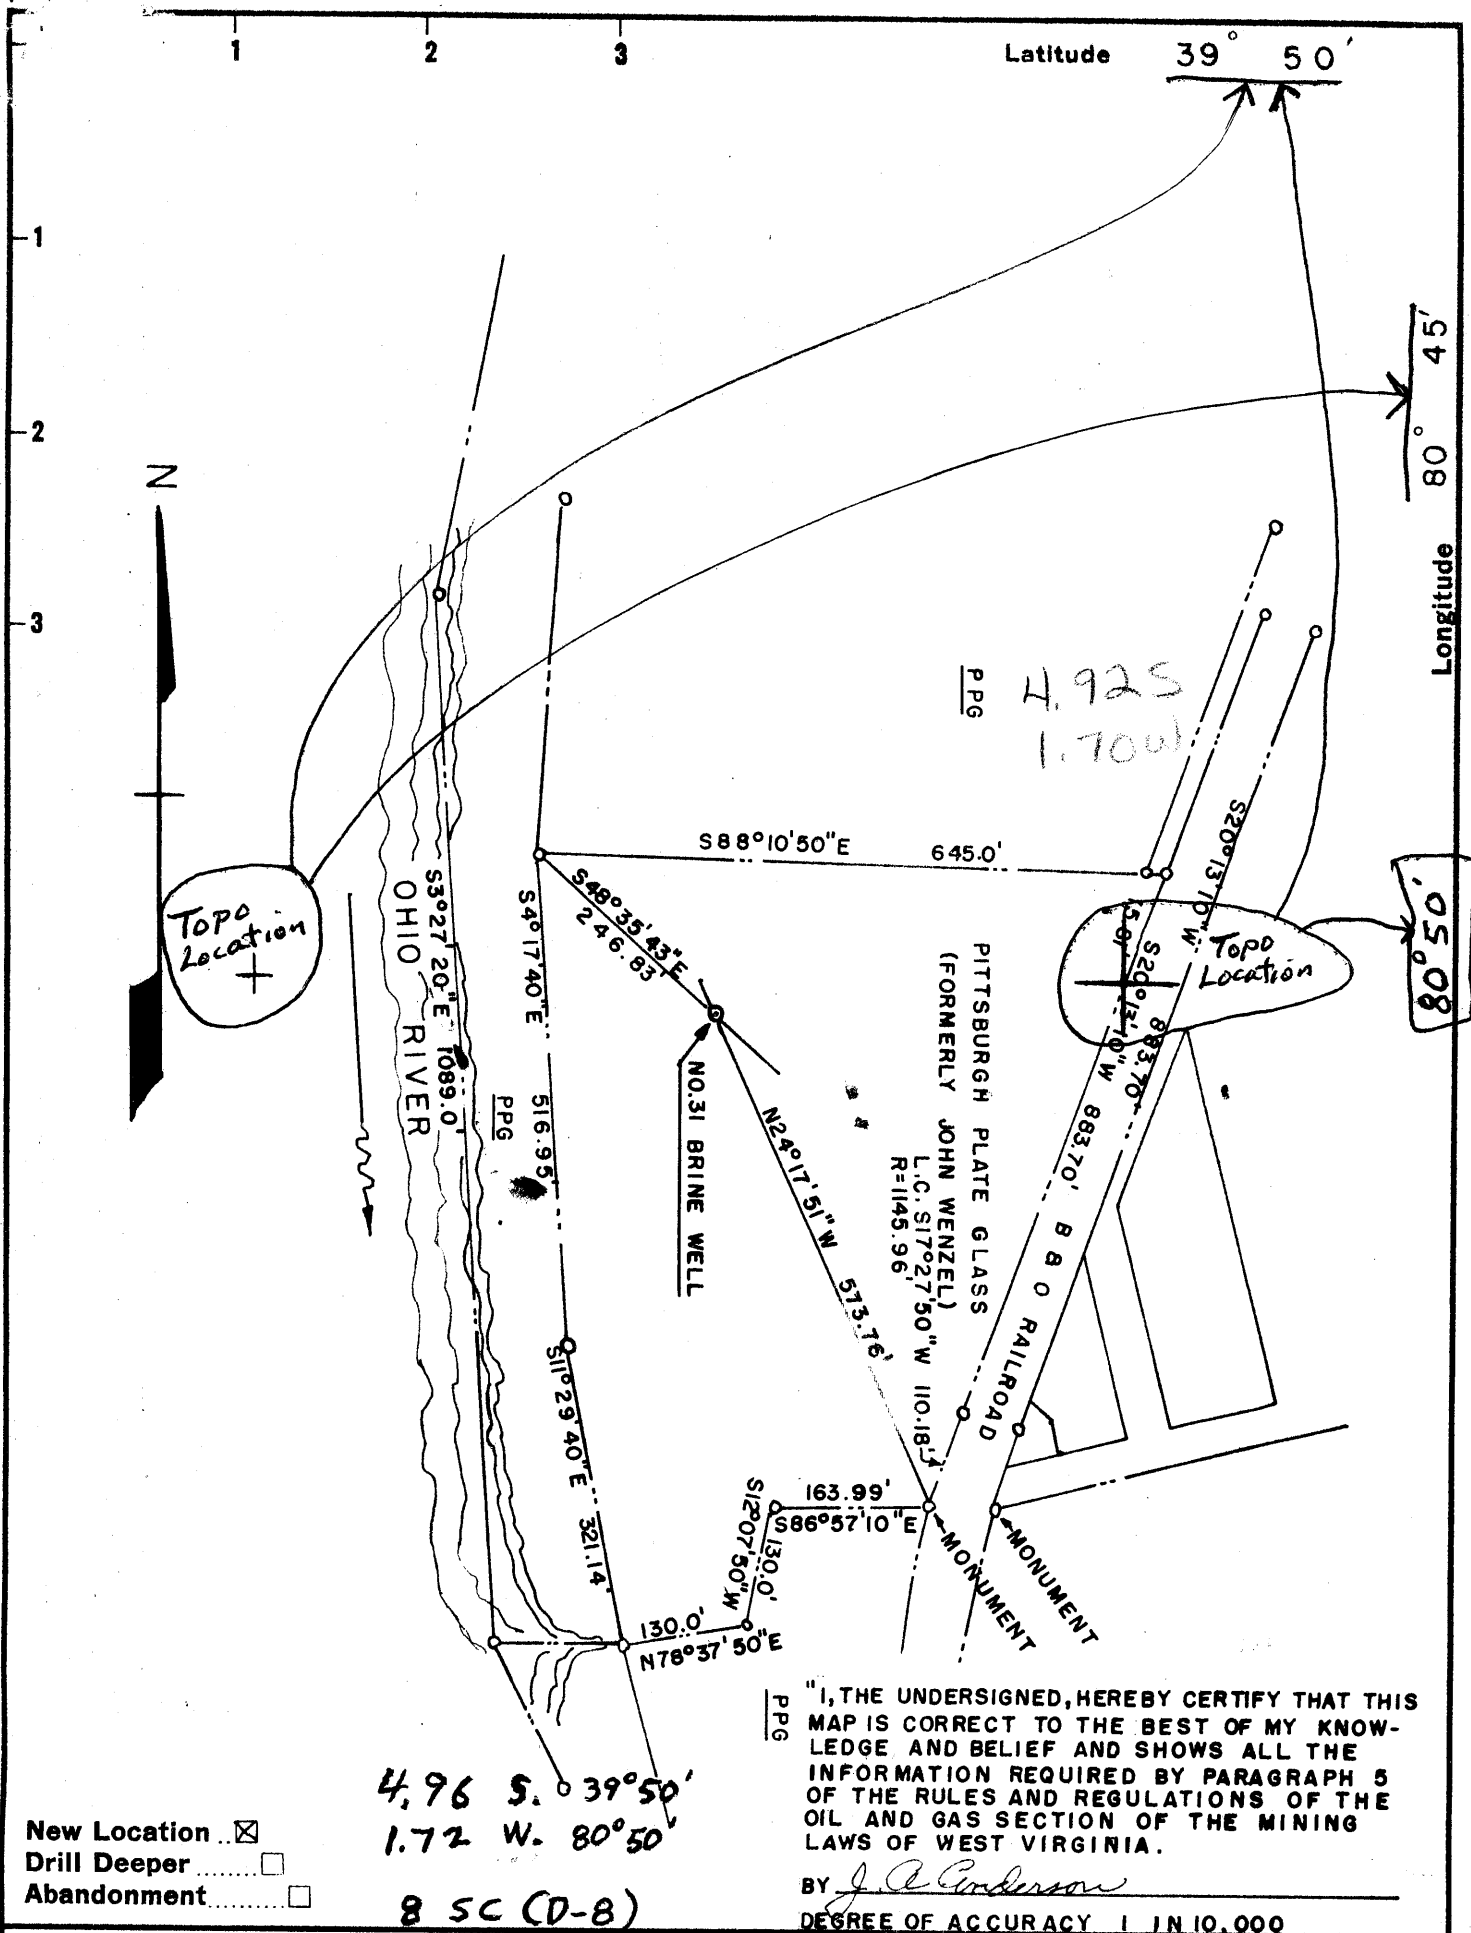 1 2 3
Latitude 39° 50'
1
2
3
80° 45'
Longitude
N
PPG
4.92S
1.70W
S88°10'50"E 645.0'
S20°13'10"W
883.70'
15.0'
S20°13'10"W 883.70'
B & O RAILROAD
Topo
Location
Topo
Location
80°50'
S48°35'43"E
246.83'
S4°17'40"E 516.95'
S3°27'20"E 1089.0'
OHIO RIVER
PPG
NO.31 BRINE WELL
N24°17'51"W 573.76'
PITTSBURGH PLATE GLASS
(FORMERLY JOHN WENZEL)
L.C. S17°27'50"W 110.18'
R=1145.96'
S11°29'40"E 321.14'
163.99'
S86°57'10"E
S12°07'50"W
130.0'
130.0'
N78°37'50"E
MONUMENT
MONUMENT
PPG
"I, THE UNDERSIGNED, HEREBY CERTIFY THAT THIS
MAP IS CORRECT TO THE BEST OF MY KNOW-
LEDGE AND BELIEF AND SHOWS ALL THE
INFORMATION REQUIRED BY PARAGRAPH 5
OF THE RULES AND REGULATIONS OF THE
OIL AND GAS SECTION OF THE MINING
LAWS OF WEST VIRGINIA.
BY J. A. Anderson
DEGREE OF ACCURACY 1 IN 10,000
4.96 S. 39°50'
1.72 W. 80°50'
8 SC (D-8)
New Location ..☒
Drill Deeper .......☐
Abandonment..........☐